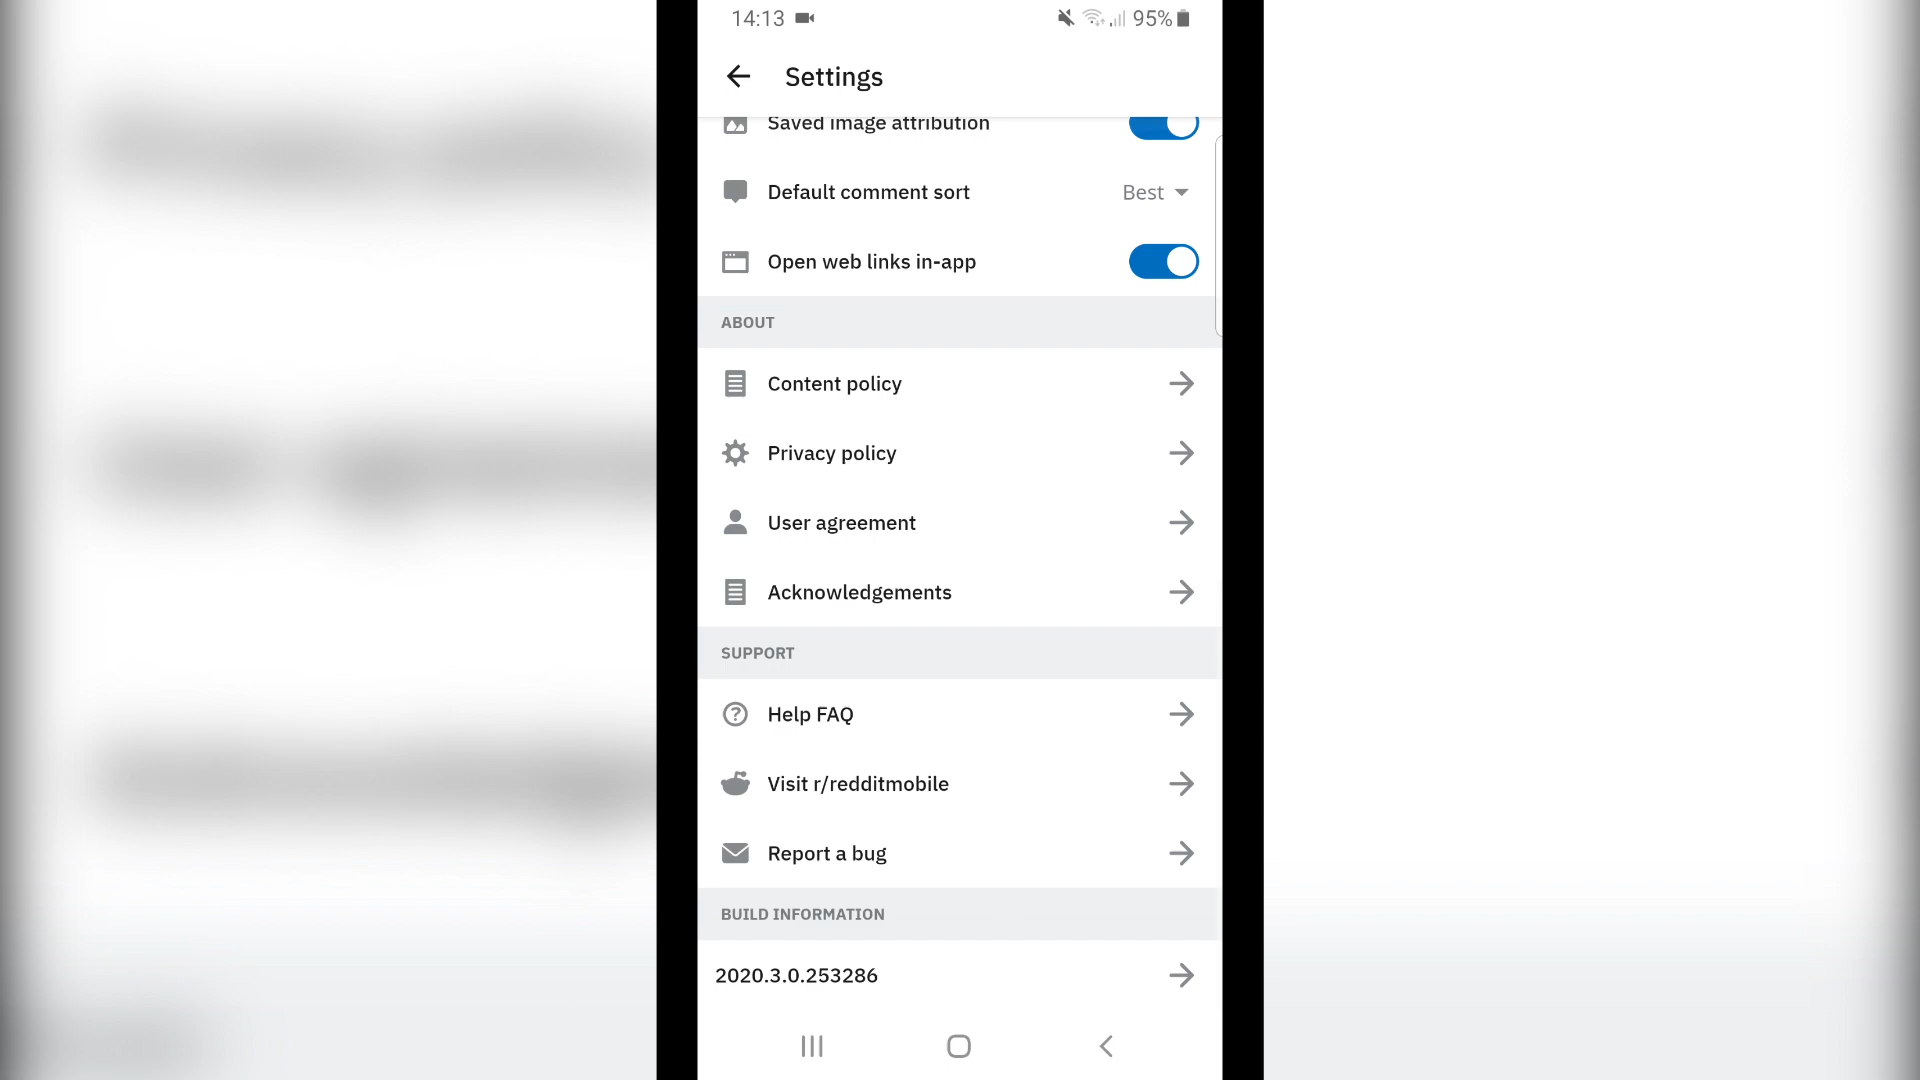 14:13 95%
Settings
Saved image attribution
Default comment sort Best
Open web links in-app
ABOUT
Content policy
Privacy policy
User agreement
Acknowledgements
SUPPORT
Help FAQ
Visit r/redditmobile
Report a bug
BUILD INFORMATION
2020.3.0.253286